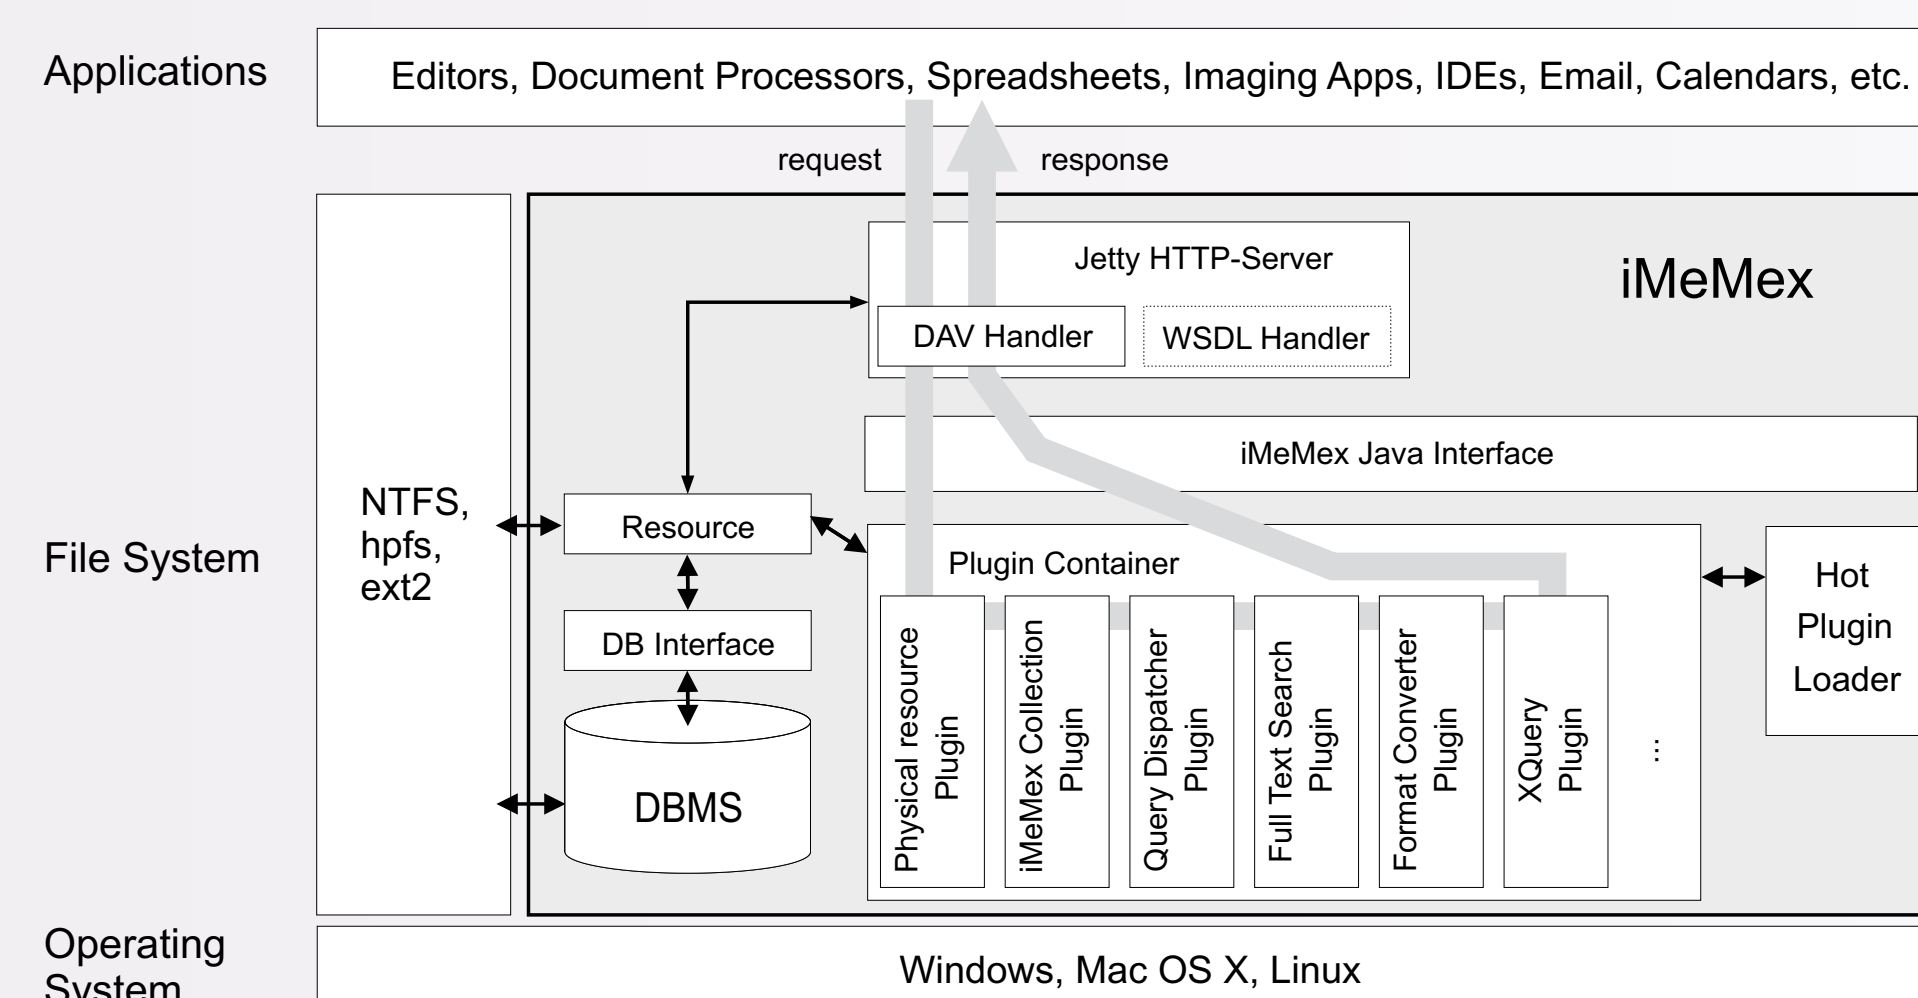 Applications
Editors, Document Processors, Spreadsheets, Imaging Apps, IDEs, Email, Calendars, etc.
request
response
iMeMex
Jetty HTTP-Server
DAV Handler
WSDL Handler
iMeMex Java Interface
File System
NTFS,
hpfs,
ext2
Resource
DB Interface
DBMS
Plugin Container
Physical resource
Plugin
iMeMex Collection
Plugin
Query Dispatcher
Plugin
Full Text Search
Plugin
Format Converter
Plugin
XQuery
Plugin
...
Hot
Plugin
Loader
Operating
System
Windows, Mac OS X, Linux